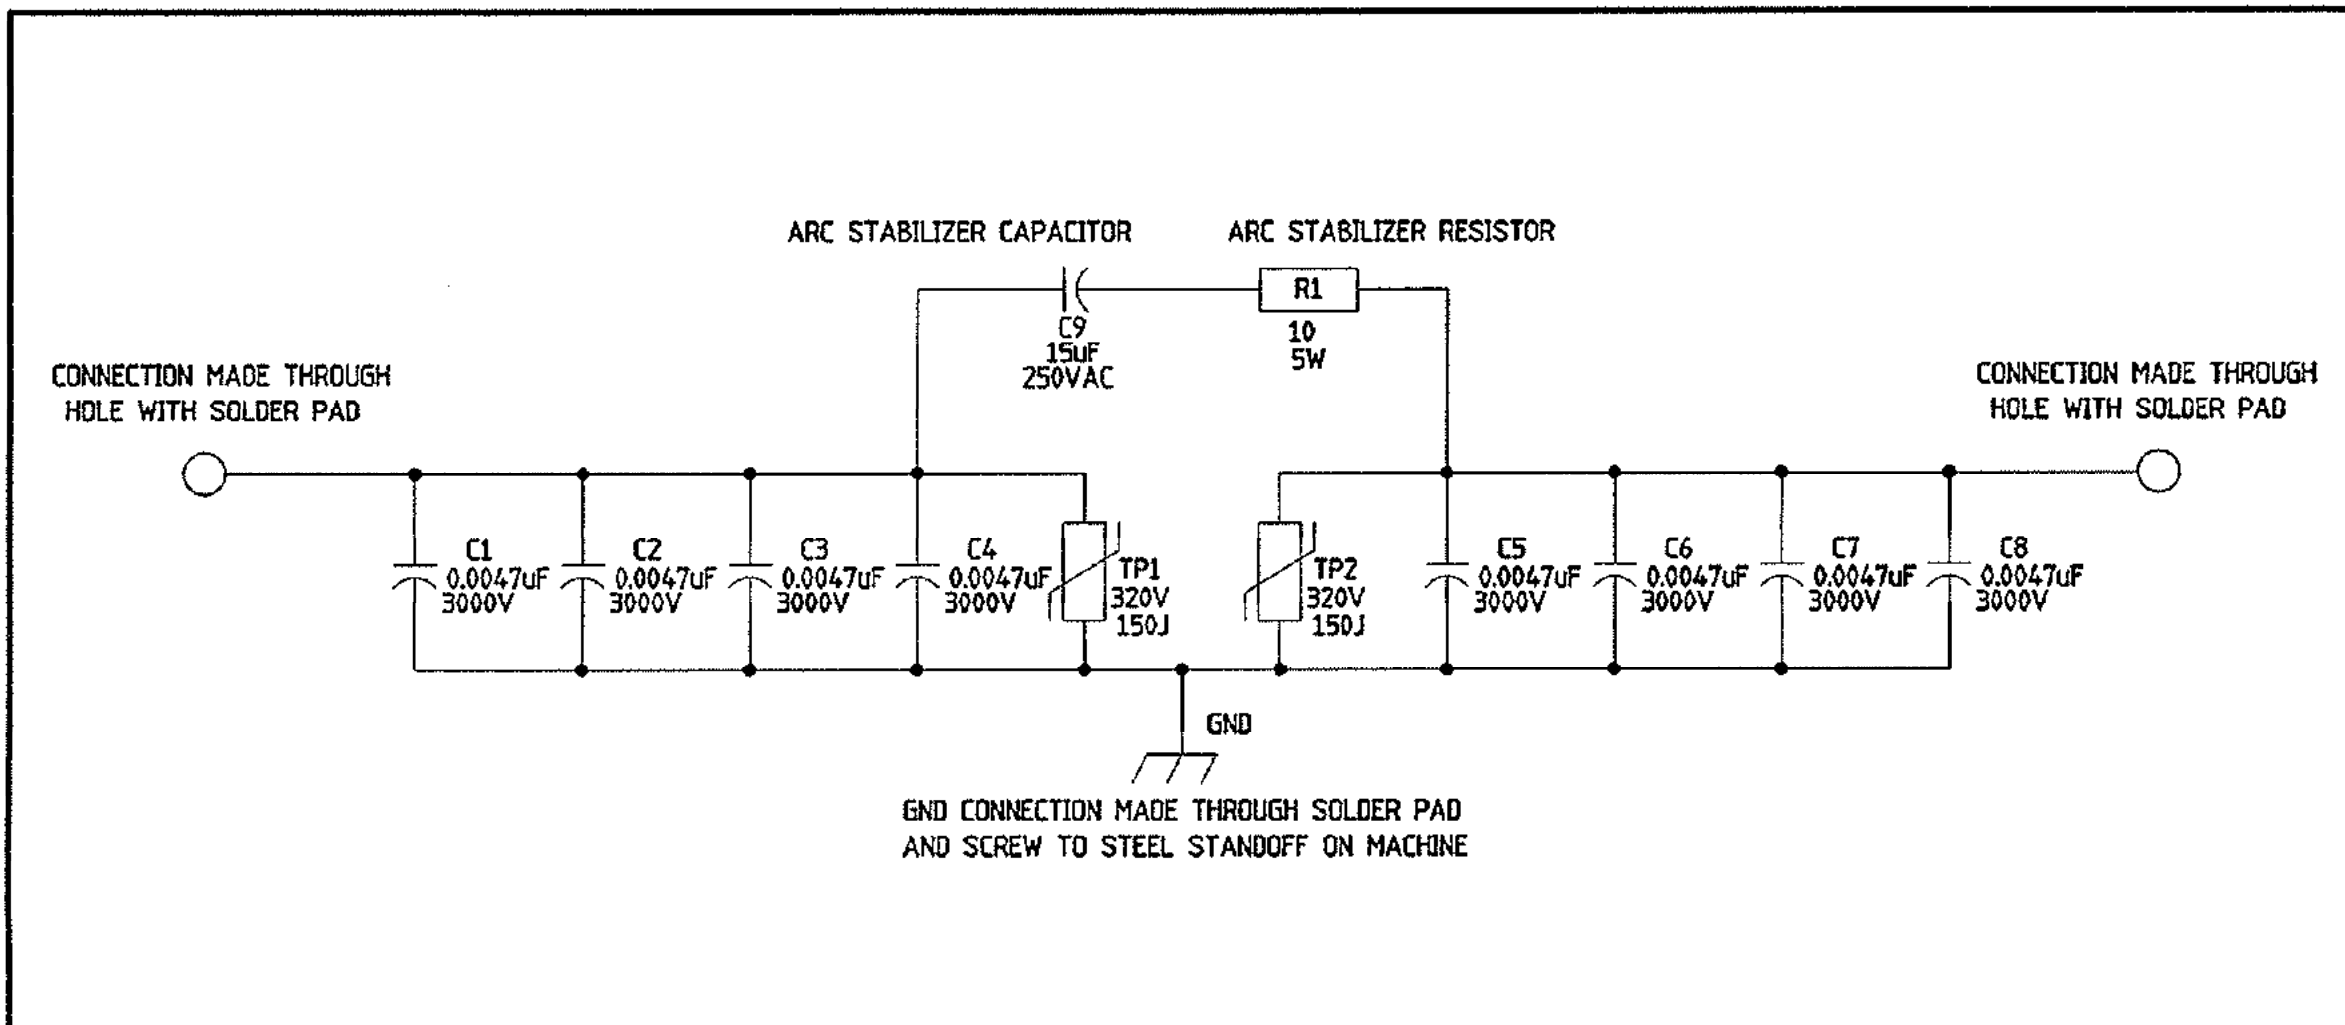 ARC STABILIZER CAPACITOR
ARC STABILIZER RESISTOR
R1
C9
15uF
250VAC
10
5W
CONNECTION MADE THROUGH
HOLE WITH SOLDER PAD
CONNECTION MADE THROUGH
HOLE WITH SOLDER PAD
C1
0.0047uF
3000V
C2
0.0047uF
3000V
C3
0.0047uF
3000V
C4
0.0047uF
3000V
TP1
320V
150J
TP2
320V
150J
C5
0.0047uF
3000V
C6
0.0047uF
3000V
C7
0.0047uF
3000V
C8
0.0047uF
3000V
GND
GND CONNECTION MADE THROUGH SOLDER PAD
AND SCREW TO STEEL STANDOFF ON MACHINE